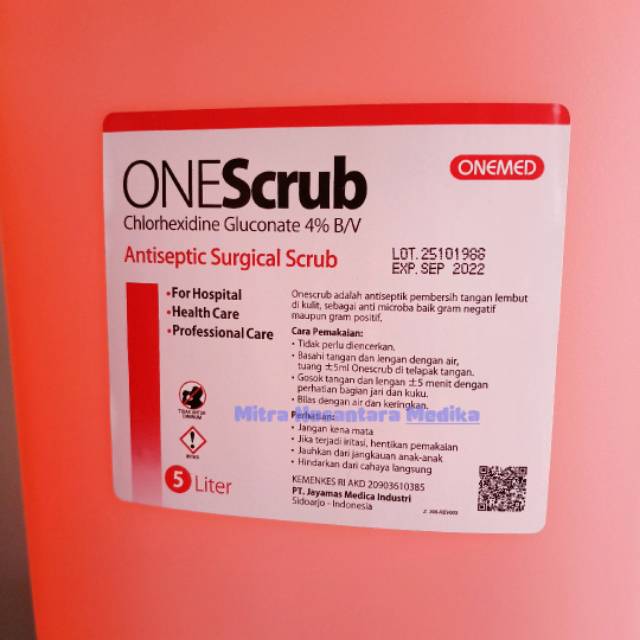 ONEMED
ONEScrub
Chlorhexidine Gluconate 4% B/V
Antiseptic Surgical Scrub
LOT. 25101986
EXP. SEP 2022
• For Hospital
• Health Care
• Professional Care
Onescrub adalah antiseptik pembersih tangan lembut
di kulit, sebagai anti microba baik gram negatif
maupun gram positif.
Cara Pemakaian:
• Tidak perlu diencerkan.
• Basahi tangan dan lengan dengan air,
tuang ±5ml Onescrub di telapak tangan.
• Gosok tangan dan lengan ±5 menit dengan
perhatian bagian jari dan kuku.
• Bilas dengan air dan keringkan.
Mitra Nusantara Medika
Perhatian:
• Jangan kena mata
• Jika terjadi iritasi, hentikan pemakaian
• Jauhkan dari jangkauan anak-anak
• Hindarkan dari cahaya langsung
TIDAK UNTUK
DIMINUM
5 Liter
KEMENKES RI AKD 20903610385
PT. Jayamas Medica Industri
Sidoarjo - Indonesia